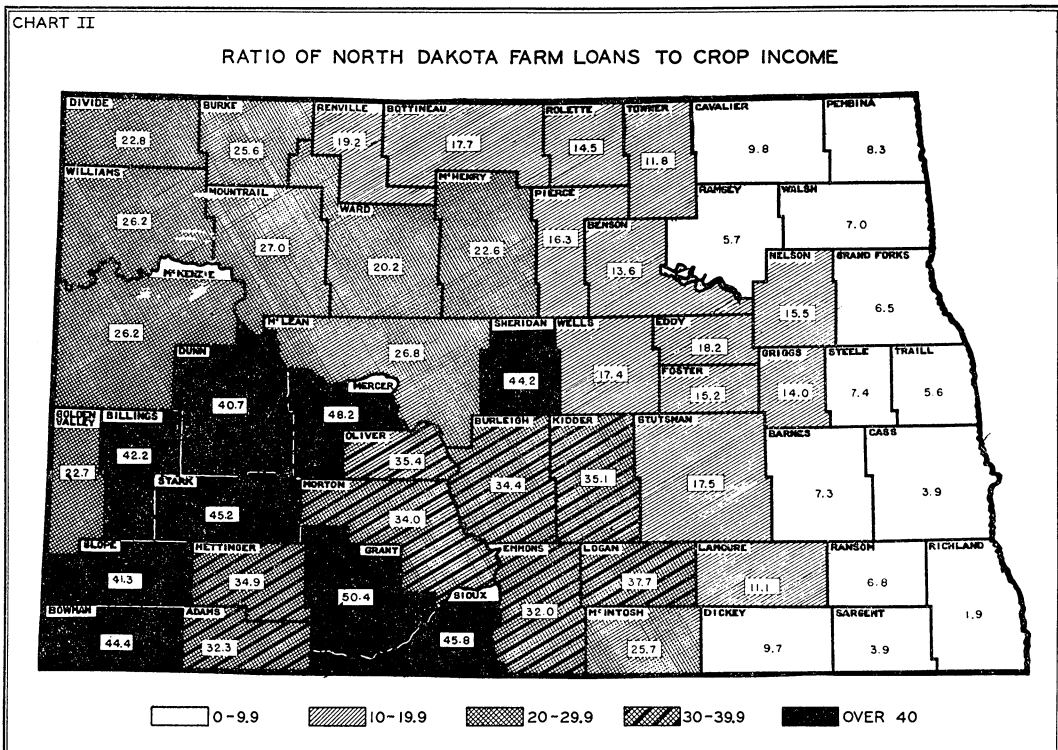 CHART II
RATIO OF NORTH DAKOTA FARM LOANS TO CROP INCOME
DIVIDE
22.8
BURKE
25.6
RENVILLE
19.2
BOTTINEAU
17.7
ROLETTE
14.5
TOWNER
11.8
CAVALIER
9.8
PEMBINA
8.3
WILLIAMS
26.2
MOUNTRAIL
27.0
WARD
20.2
McHENRY
22.6
PIERCE
16.3
BENSON
13.6
RAMSEY
5.7
WALSH
7.0
McKENZIE
26.2
NELSON
15.5
GRAND FORKS
6.5
DUNN
40.7
McLEAN
26.8
MERCER
48.2
SHERIDAN
44.2
WELLS
17.4
EDDY
18.2
FOSTER
15.2
GRIGGS
14.0
STEELE
7.4
TRAILL
5.6
GOLDEN
VALLEY
22.7
BILLINGS
42.2
STARK
45.2
OLIVER
35.4
MORTON
34.0
BURLEIGH
34.4
KIDDER
35.1
STUTSMAN
17.5
BARNES
7.3
CASS
3.9
SLOPE
41.3
HETTINGER
34.9
GRANT
50.4
SIOUX
45.8
EMMONS
32.0
LOGAN
37.7
LAMOURE
11.1
RANSOM
6.8
RICHLAND
1.9
BOWMAN
44.4
ADAMS
32.3
McINTOSH
25.7
DICKEY
9.7
SARGENT
3.9
0-9.9
10-19.9
20-29.9
30-39.9
OVER 40